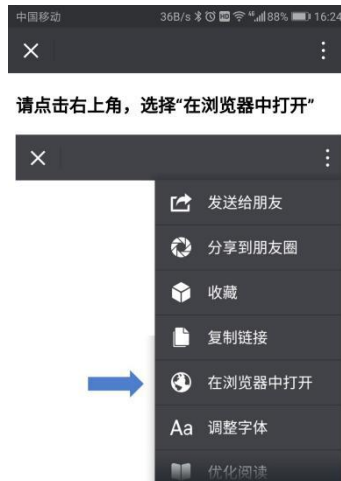 中国移动 36B/s HD 46 88% 16:24
请点击右上角，选择“在浏览器中打开”
发送给朋友
分享到朋友圈
收藏
复制链接
在浏览器中打开
Aa 调整字体
优化阅读